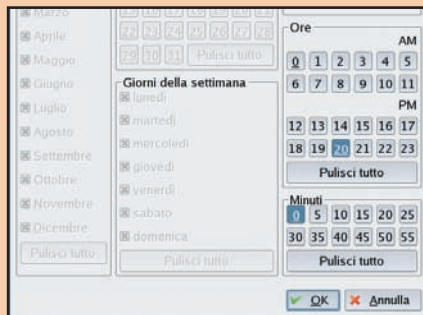 Marzo
Aprile
Maggio
Giugno
Luglio
Agosto
Settembre
Ottobre
Novembre
Dicembre
Pulisci tutto
22 23 24 25 26 27 28
29 30 31 Pulisci tutto
Giorni della settimana
lunedì
martedì
mercoledì
giovedì
venerdì
sabato
domenica
Pulisci tutto
Ore
AM
0 1 2 3 4 5
6 7 8 9 10 11
PM
12 13 14 15 16 17
18 19 20 21 22 23
Pulisci tutto
Minuti
0 5 10 15 20 25
30 35 40 45 50 55
Pulisci tutto
OK Annulla